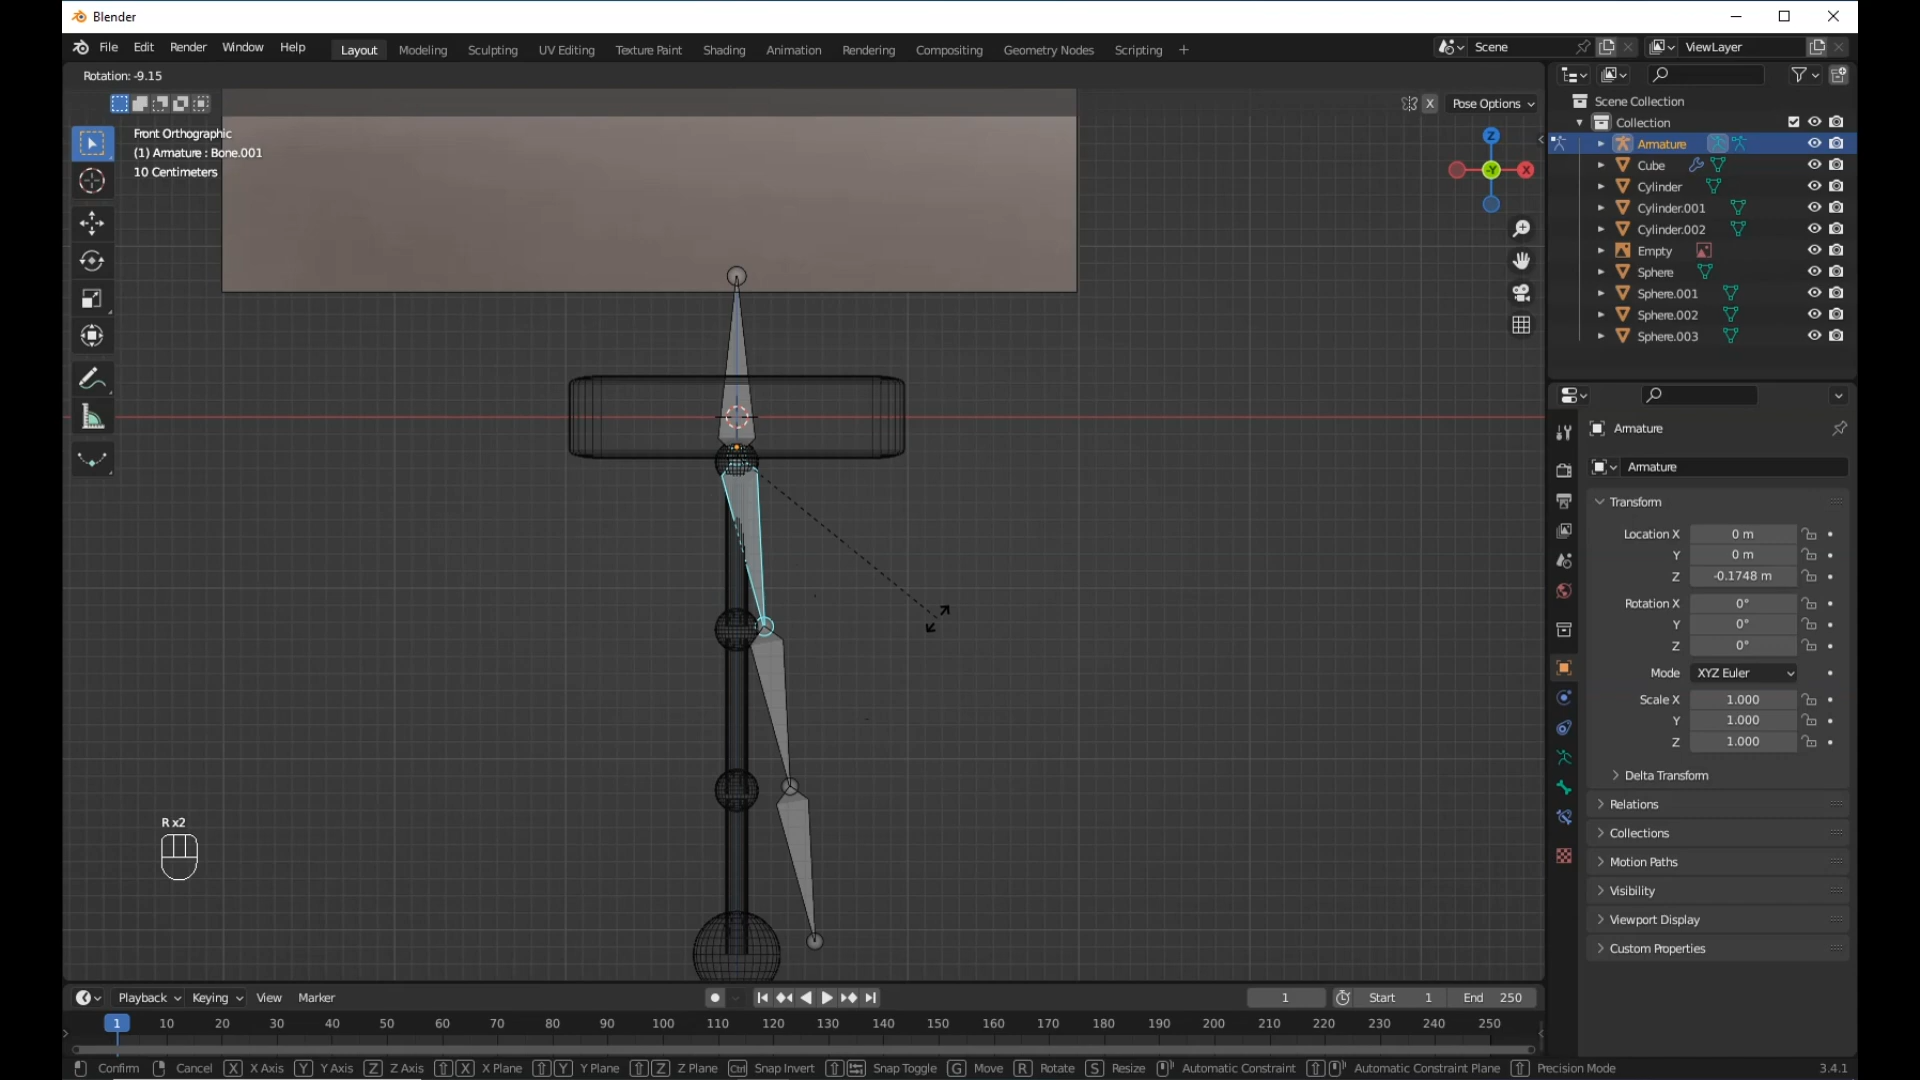 Blender
File Edit Render Window Help Layout Modeling Sculpting UV Editing Texture Paint Shading Animation Rendering Compositing Geometry Nodes Scripting + Scene ViewLayer
Rotation: -9.15
X Pose Options
Front Orthographic
(1) Armature : Bone.001
10 Centimeters
Z
-Y
X
Scene Collection
Collection
Armature
Cube
Cylinder
Cylinder.001
Cylinder.002
Empty
Sphere
Sphere.001
Sphere.002
Sphere.003
Armature
Armature
Transform
Location X 0 m
Y 0 m
Z -0.1748 m
Rotation X 0°
Y 0°
Z 0°
Mode XYZ Euler
Scale X 1.000
Y 1.000
Z 1.000
Delta Transform
Relations
Collections
Motion Paths
Visibility
Viewport Display
Custom Properties
R x2
Playback Keying View Marker 1 Start 1 End 250
1 10 20 30 40 50 60 70 80 90 100 110 120 130 140 150 160 170 180 190 200 210 220 230 240 250
Confirm Cancel X X Axis Y Y Axis Z Z Axis X X Plane Y Y Plane Z Z Plane Ctrl Snap Invert Snap Toggle G Move R Rotate S Resize Automatic Constraint Automatic Constraint Plane Precision Mode 3.4.1